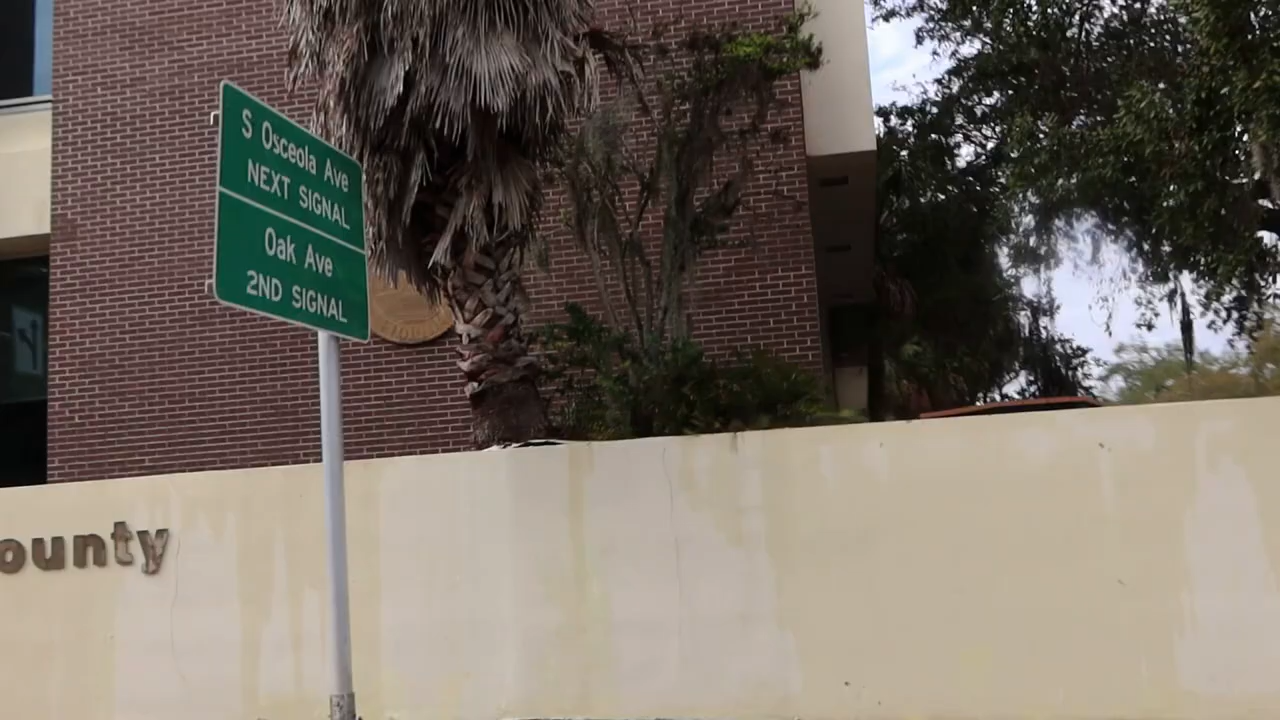 S Osceola Ave
NEXT SIGNAL
Oak Ave
2ND SIGNAL
ounty